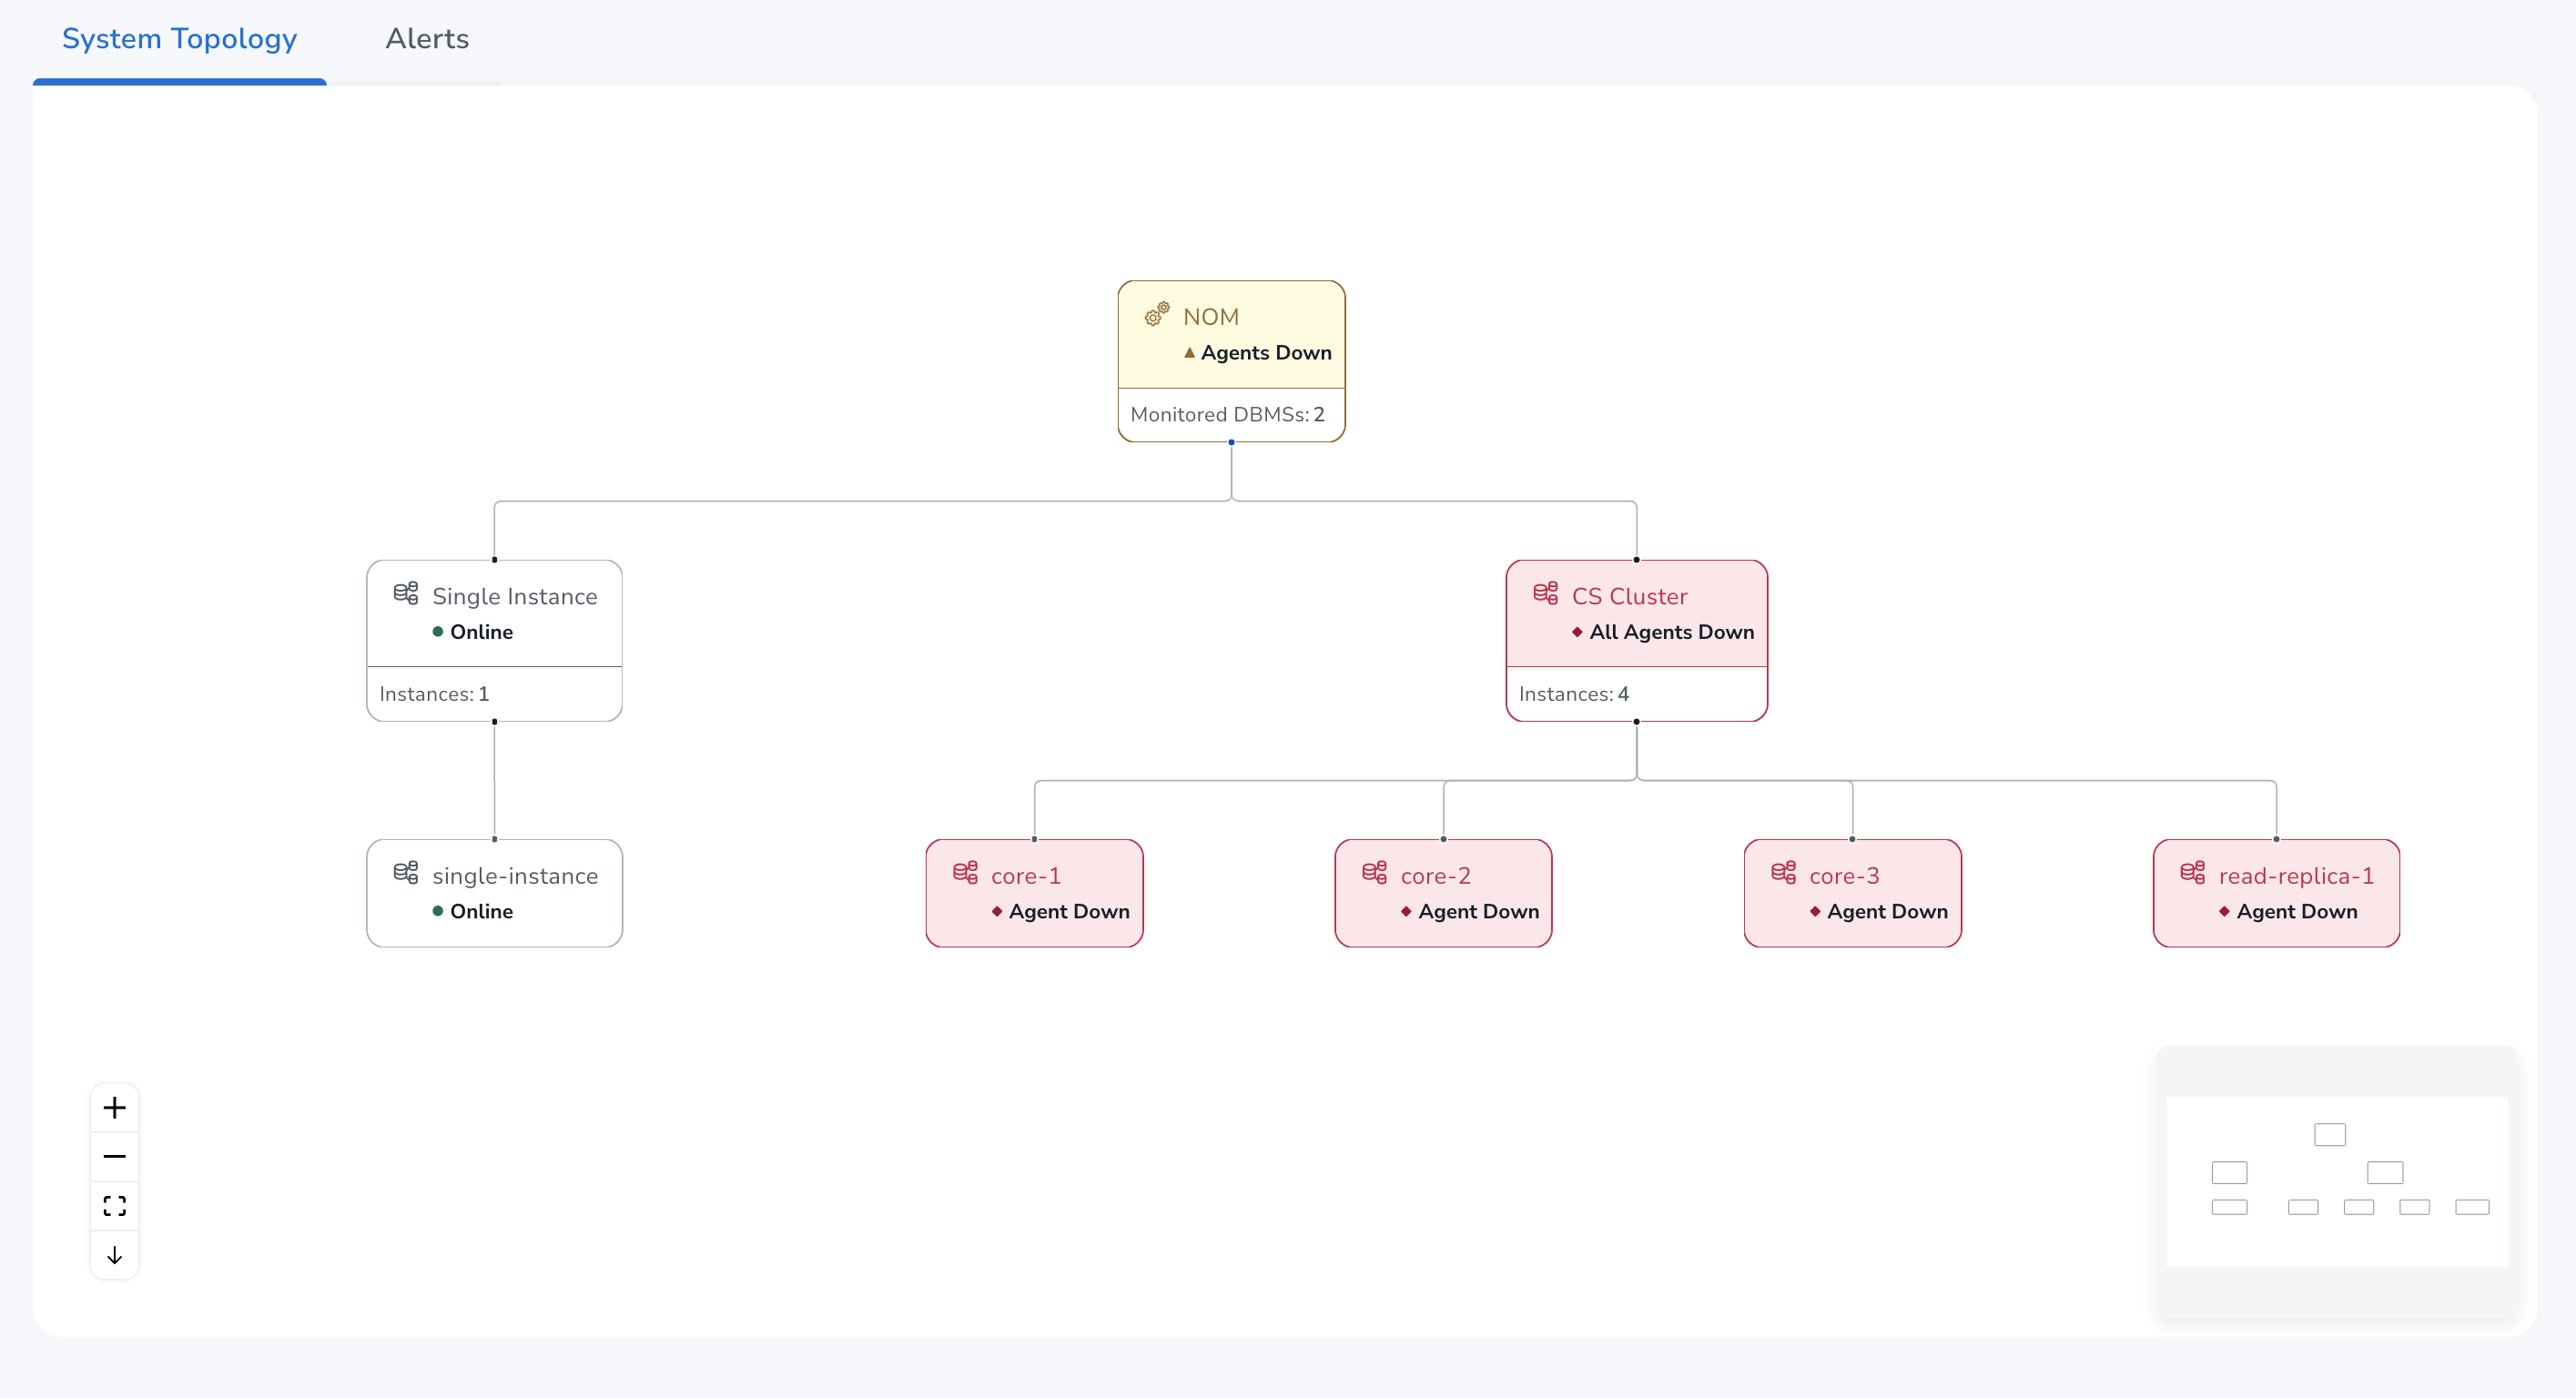 System Topology
Alerts
NOM
Agents Down
Monitored DBMSs: 2
Single Instance
Online
Instances: 1
CS Cluster
All Agents Down
Instances: 4
single-instance
Online
core-1
Agent Down
core-2
Agent Down
core-3
Agent Down
read-replica-1
Agent Down